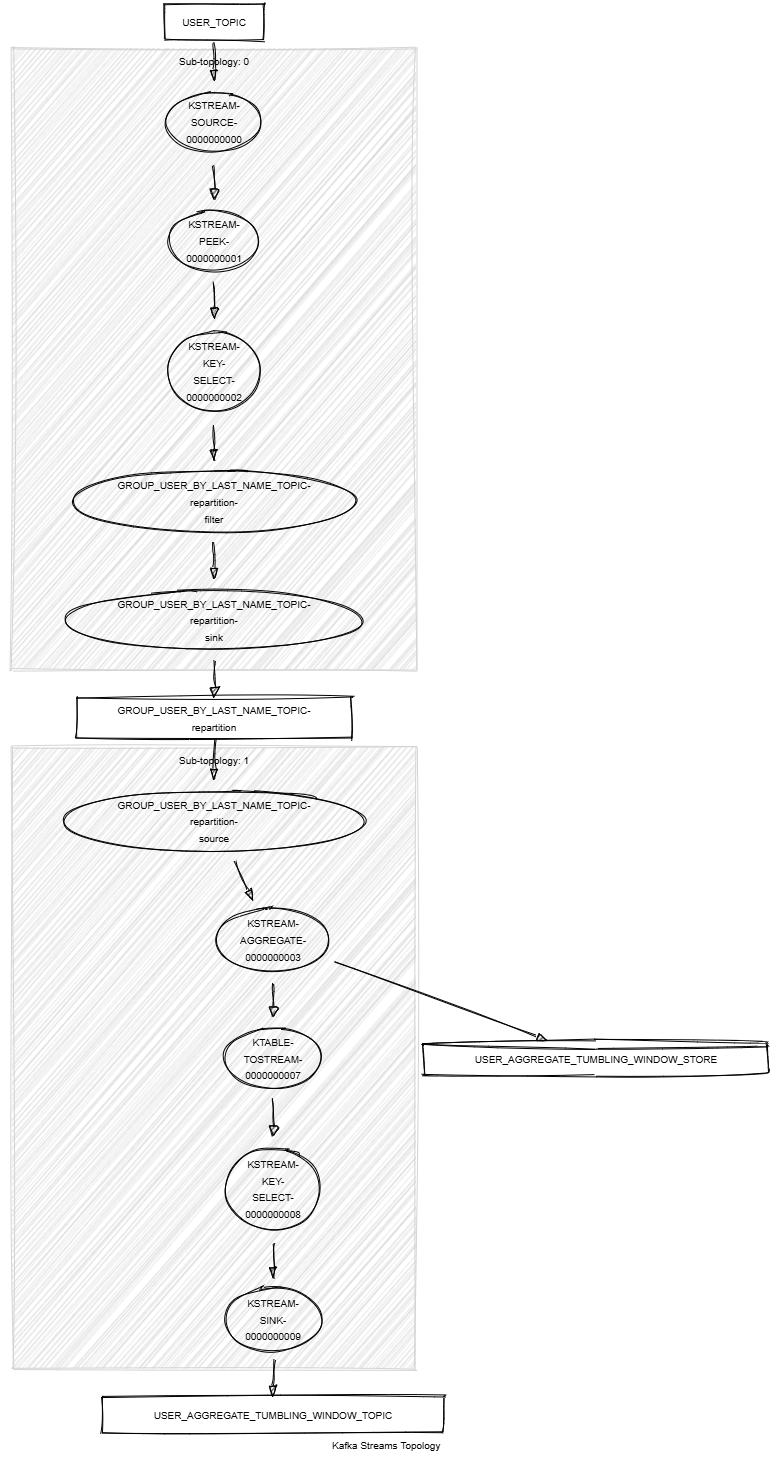 USER_TOPIC
Sub-topology: 0
KSTREAM-
SOURCE-
0000000000
KSTREAM-
PEEK-
0000000001
KSTREAM-
KEY-
SELECT-
0000000002
GROUP_USER_BY_LAST_NAME_TOPIC-
repartition-
filter
GROUP_USER_BY_LAST_NAME_TOPIC-
repartition-
sink
GROUP_USER_BY_LAST_NAME_TOPIC-
repartition
Sub-topology: 1
GROUP_USER_BY_LAST_NAME_TOPIC-
repartition-
source
KSTREAM-
AGGREGATE-
0000000003
KTABLE-
TOSTREAM-
0000000007
USER_AGGREGATE_TUMBLING_WINDOW_STORE
KSTREAM-
KEY-
SELECT-
0000000008
KSTREAM-
SINK-
0000000009
USER_AGGREGATE_TUMBLING_WINDOW_TOPIC
Kafka Streams Topology